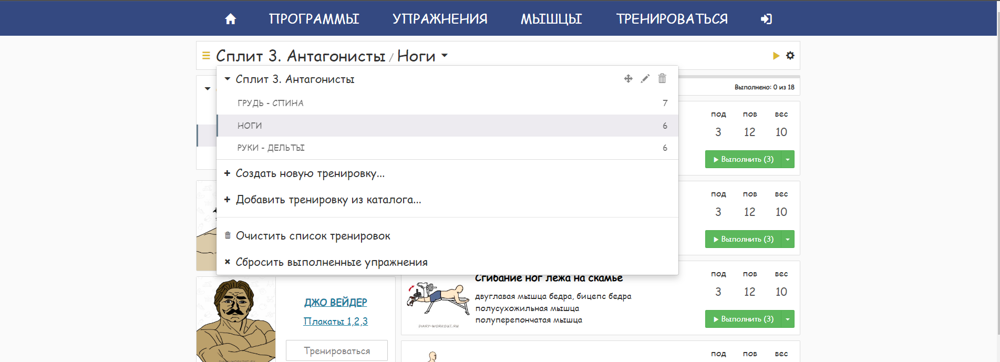 ПРОГРАММЫ УПРАЖНЕНИЯ МЫШЦЫ ТРЕНИРОВАТЬСЯ
Сплит 3. Антагонисты / Ноги
Сплит 3. Антагонисты
ГРУДЬ - СПИНА 7
НОГИ 6
РУКИ - ДЕЛЬТЫ 6
Создать новую тренировку...
Добавить тренировку из каталога...
Очистить список тренировок
Сбросить выполненные упражнения
Выполнено: 0 из 18
под пов вес
3 12 10
Выполнить (3)
под пов вес
3 12 10
Выполнить (3)
ДЖО ВЕЙДЕР
Плакаты 1,2,3
Тренироваться
DIARY-WORKOUT.RU
Сгибание ног лежа на скамье
двуглавая мышца бедра, бицепс бедра
полусухожильная мышца
полуперепончатая мышца
DIARY-WORKOUT.RU
под пов вес
3 12 10
Выполнить (3)
под пов вес